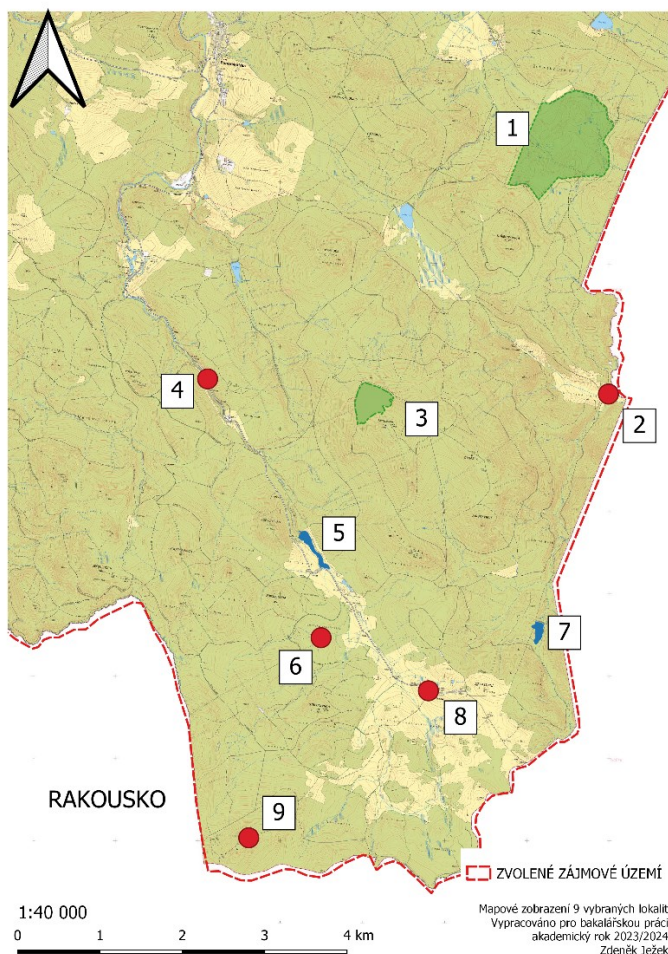 1
2
3
4
5
6
7
8
9
RAKOUSKO
ZVOLENÉ ZÁJMOVÉ ÚZEMÍ
1:40 000
0 1 2 3 4 km
Mapové zobrazení 9 vybraných lokalit
Vypracováno pro bakalářskou práci
akademický rok 2023/2024
Zdeněk Ježek